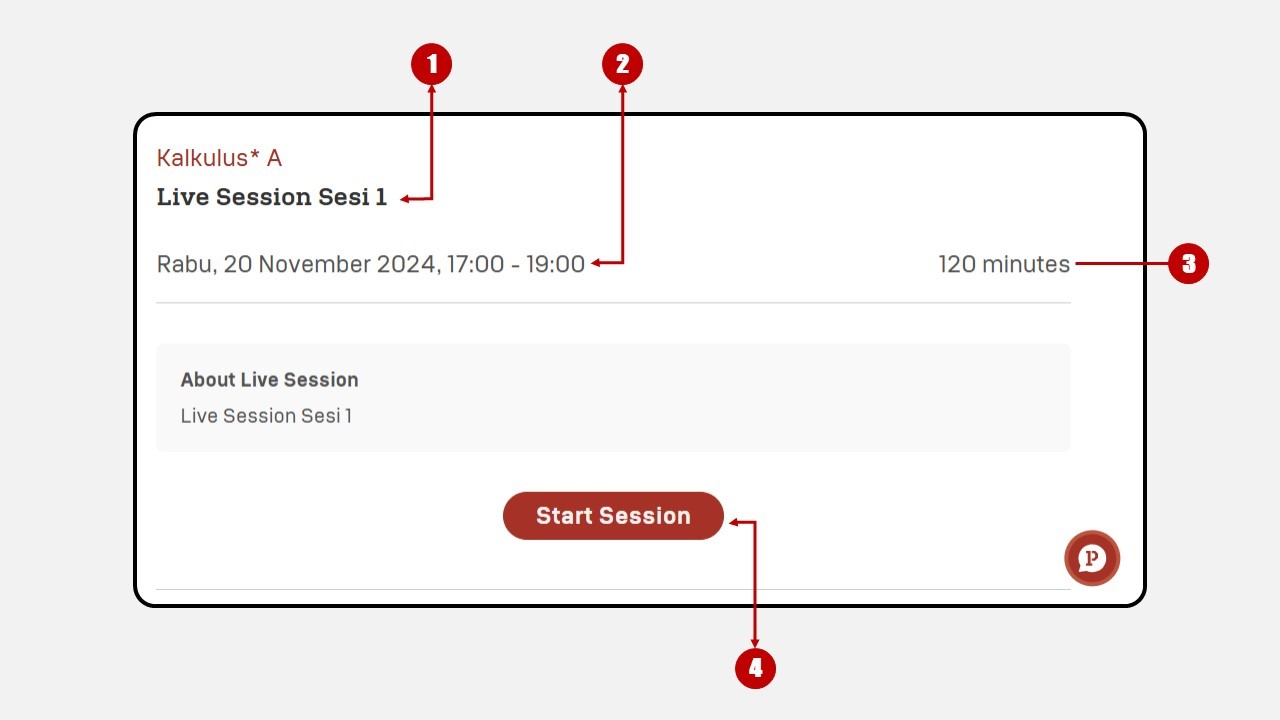 1
2
Kalkulus* A
Live Session Sesi 1
Rabu, 20 November 2024, 17:00 - 19:00
120 minutes
3
About Live Session
Live Session Sesi 1
Start Session
P
4